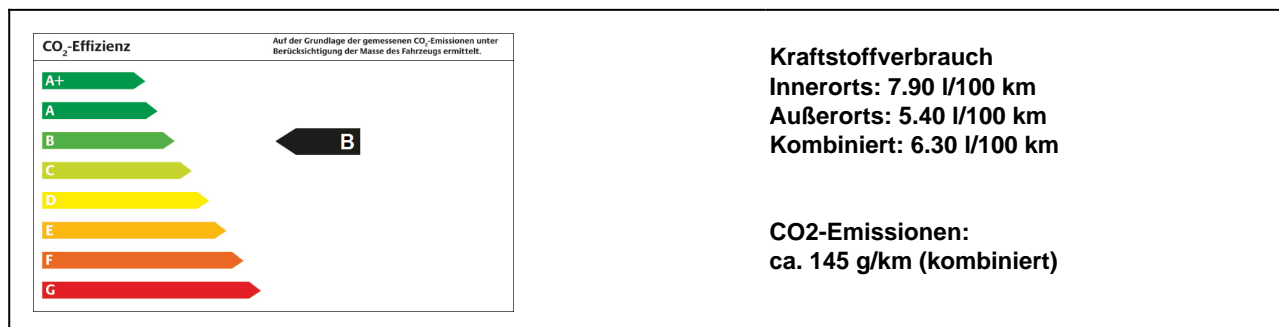 CO₂-Effizienz
Auf der Grundlage der gemessenen CO₂-Emissionen unter
Berücksichtigung der Masse des Fahrzeugs ermittelt.
A+
A
B
B
C
D
E
F
G
Kraftstoffverbrauch
Innerorts: 7.90 l/100 km
Außerorts: 5.40 l/100 km
Kombiniert: 6.30 l/100 km
CO2-Emissionen:
ca. 145 g/km (kombiniert)